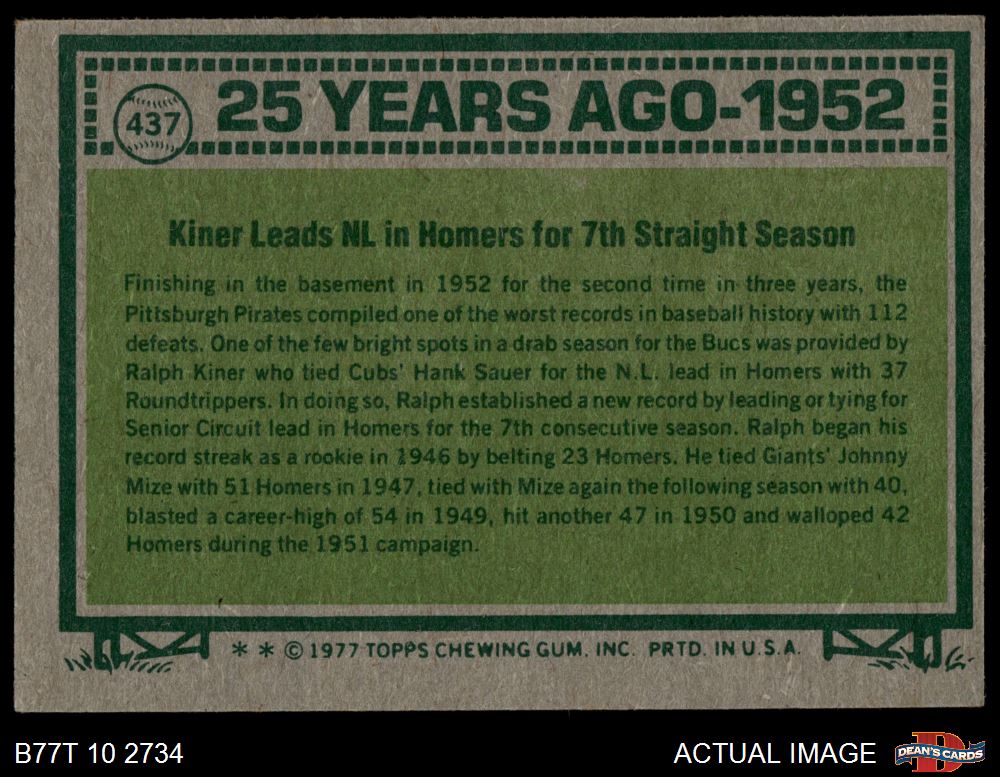 437
25 YEARS AGO-1952
Kiner Leads NL in Homers for 7th Straight Season
Finishing in the basement in 1952 for the second time in three years, the
Pittsburgh Pirates compiled one of the worst records in baseball history with 112
defeats. One of the few bright spots in a drab season for the Bucs was provided by
Ralph Kiner who tied Cubs' Hank Sauer for the N.L. lead in Homers with 37
Roundtrippers. In doing so, Ralph established a new record by leading or tying for
Senior Circuit lead in Homers for the 7th consecutive season. Ralph began his
record streak as a rookie in 1946 by belting 23 Homers. He tied Giants' Johnny
Mize with 51 Homers in 1947, tied with Mize again the following season with 40,
blasted a career-high of 54 in 1949, hit another 47 in 1950 and walloped 42
Homers during the 1951 campaign.
* * © 1977 TOPPS CHEWING GUM, INC. PRTD. IN U.S.A.
B77T 10 2734
ACTUAL IMAGE
D
DEAN'S CARDS